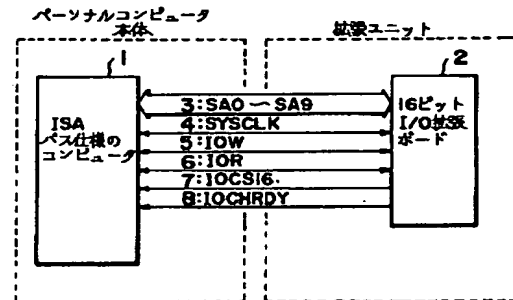 パーソナルコンピュータ
本体
拡張ユニット
1
2
ISA
バス仕様の
コンピュータ
3:SA0～SA9
4:SYSCLK
5:IOW
6:IOR
7:IOCS16.
8:IOCHRDY
16ビット
I/O拡張
ボード